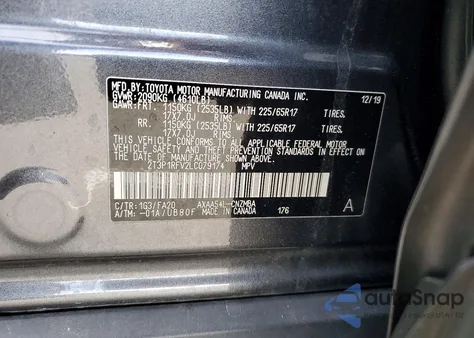 MFD.BY:TOYOTA MOTOR MANUFACTURING CANADA INC.
GVWR:2090KG (4610LB) 12/19
GAWR:FRT. 1150KG (2535LB) WITH 225/65R17 TIRES.
17X7.0J RIMS
RR. 1150KG (2535LB) WITH 225/65R17 TIRES.
17X7.0J RIMS
THIS VEHICLE CONFORMS TO ALL APPLICABLE FEDERAL MOTOR
VEHICLE SAFETY AND BUMPER STANDARDS IN EFFECT ON THE
DATE OF MANUFACTURE SHOWN ABOVE.
2T3P1RFV2LC079174 MPV
C/TR:1G3/FA20 AXAA54L-CNZMBA
A/TM:-01A/UB80F MADE IN CANADA 176 A
autoSnap